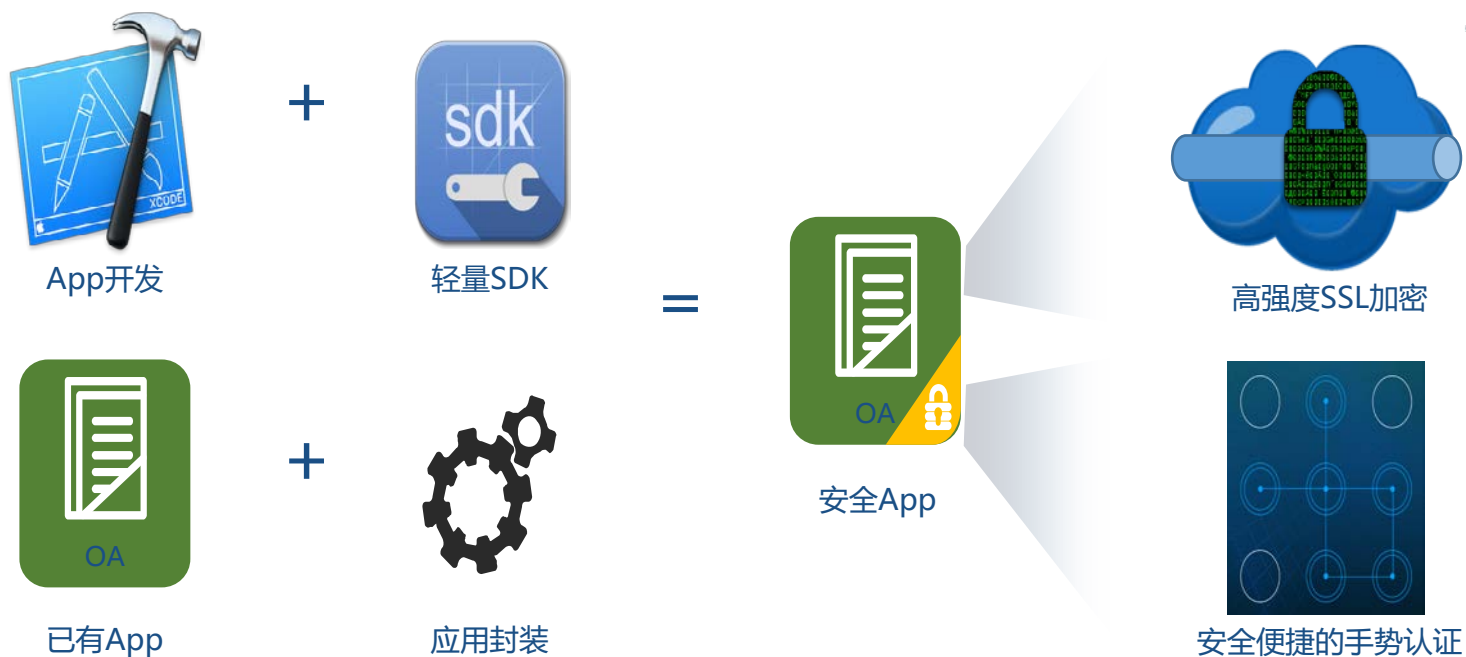 XCODE
+
sdk
App开发
轻量SDK
高强度SSL加密
=
OA
OA
+
安全App
已有App
应用封装
安全便捷的手势认证